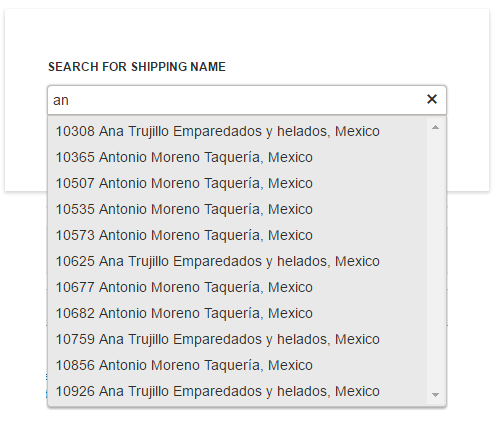 SEARCH FOR SHIPPING NAME
an
10308 Ana Trujillo Emparedados y helados, Mexico
10365 Antonio Moreno Taquería, Mexico
10507 Antonio Moreno Taquería, Mexico
10535 Antonio Moreno Taquería, Mexico
10573 Antonio Moreno Taquería, Mexico
10625 Ana Trujillo Emparedados y helados, Mexico
10677 Antonio Moreno Taquería, Mexico
10682 Antonio Moreno Taquería, Mexico
10759 Ana Trujillo Emparedados y helados, Mexico
10856 Antonio Moreno Taquería, Mexico
10926 Ana Trujillo Emparedados y helados, Mexico